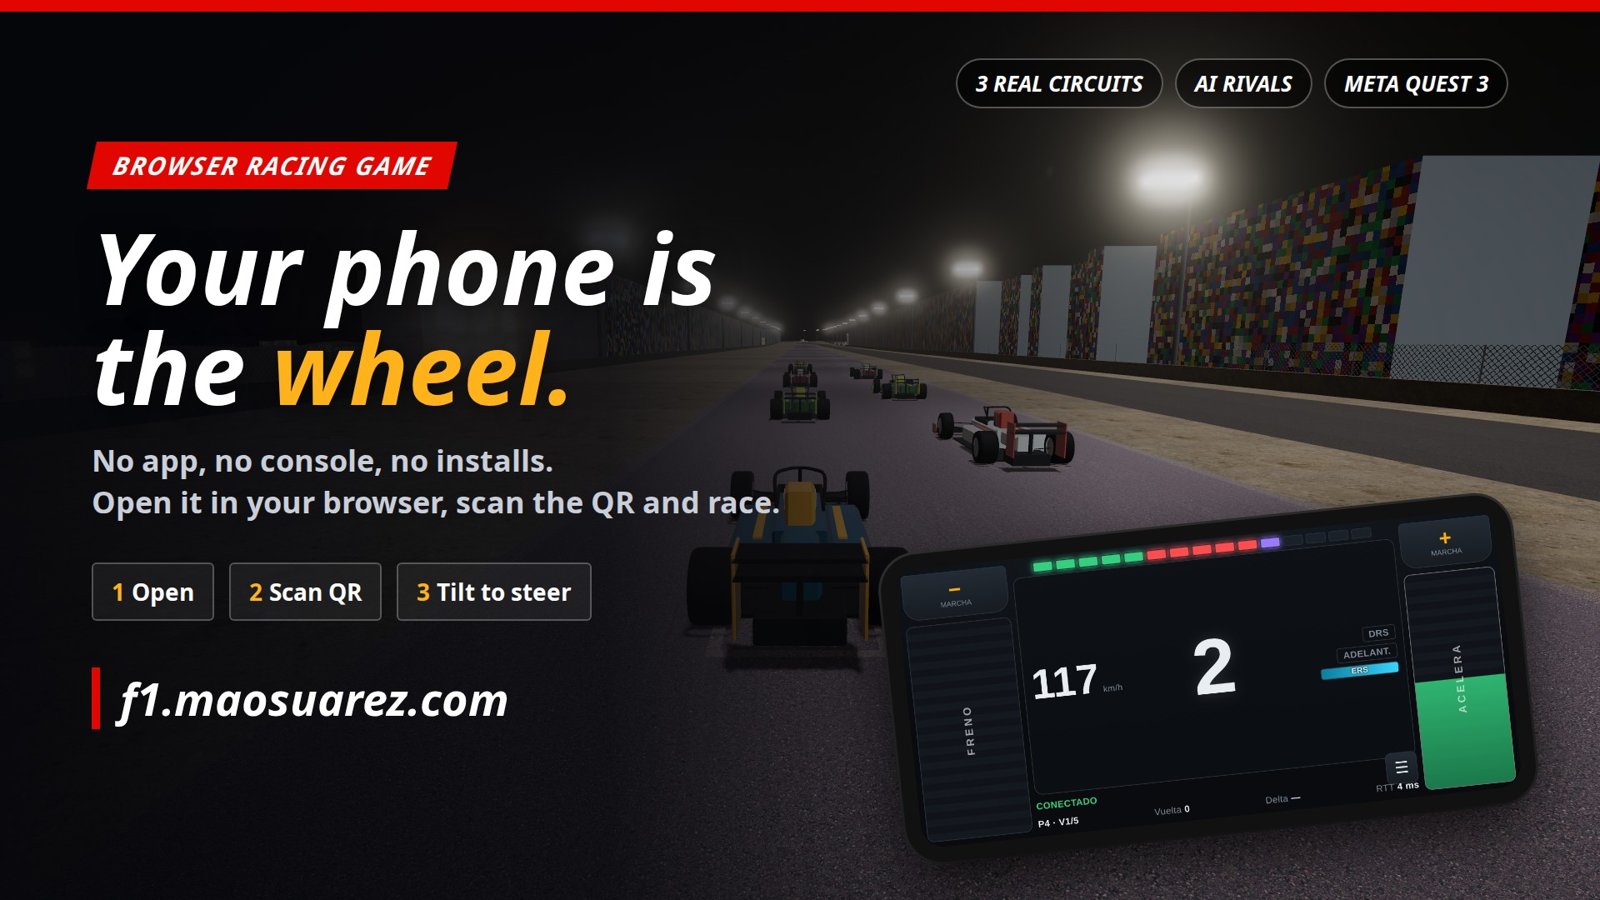 3 REAL CIRCUITS
AI RIVALS
META QUEST 3
BROWSER RACING GAME
Your phone is
the wheel.
No app, no console, no installs.
Open it in your browser, scan the QR and race.
1 Open
2 Scan QR
3 Tilt to steer
f1.maosuarez.com
−
MARCHA
+
MARCHA
FRENO
117 km/h
2
DRS
ADELANT.
ERS
ACELERA
CONECTADO
P4 · V1/5
Vuelta 0
Delta —
RTT 4 ms